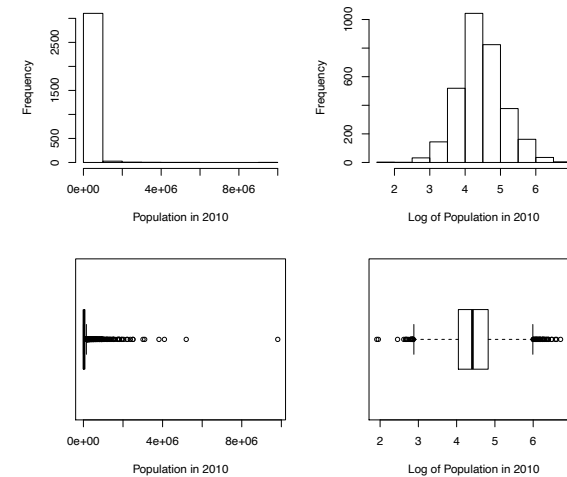 Frequency
0
500
1500
2500
0e+00
4e+06
8e+06
Population in 2010
Frequency
0
200
600
1000
2
3
4
5
6
Log of Population in 2010
0e+00
4e+06
8e+06
Population in 2010
2
3
4
5
6
Log of Population in 2010